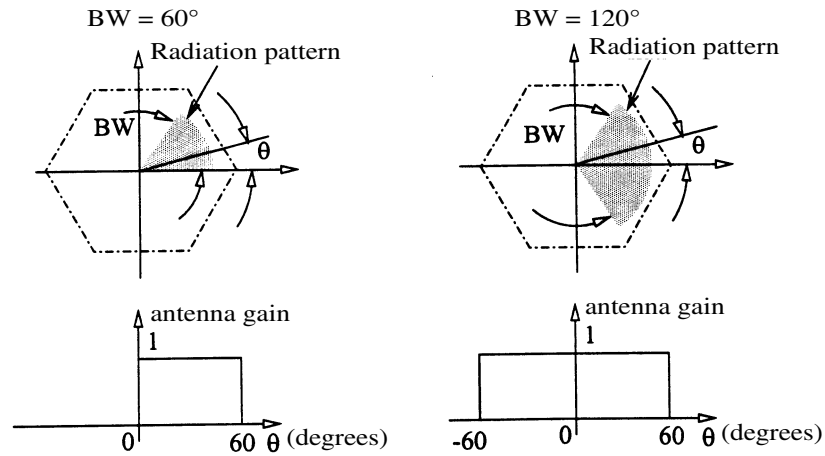 BW = 60°
Radiation pattern
BW
θ
antenna gain
1
0
60 θ (degrees)
BW = 120°
Radiation pattern
BW
θ
antenna gain
1
-60
0
60 θ (degrees)